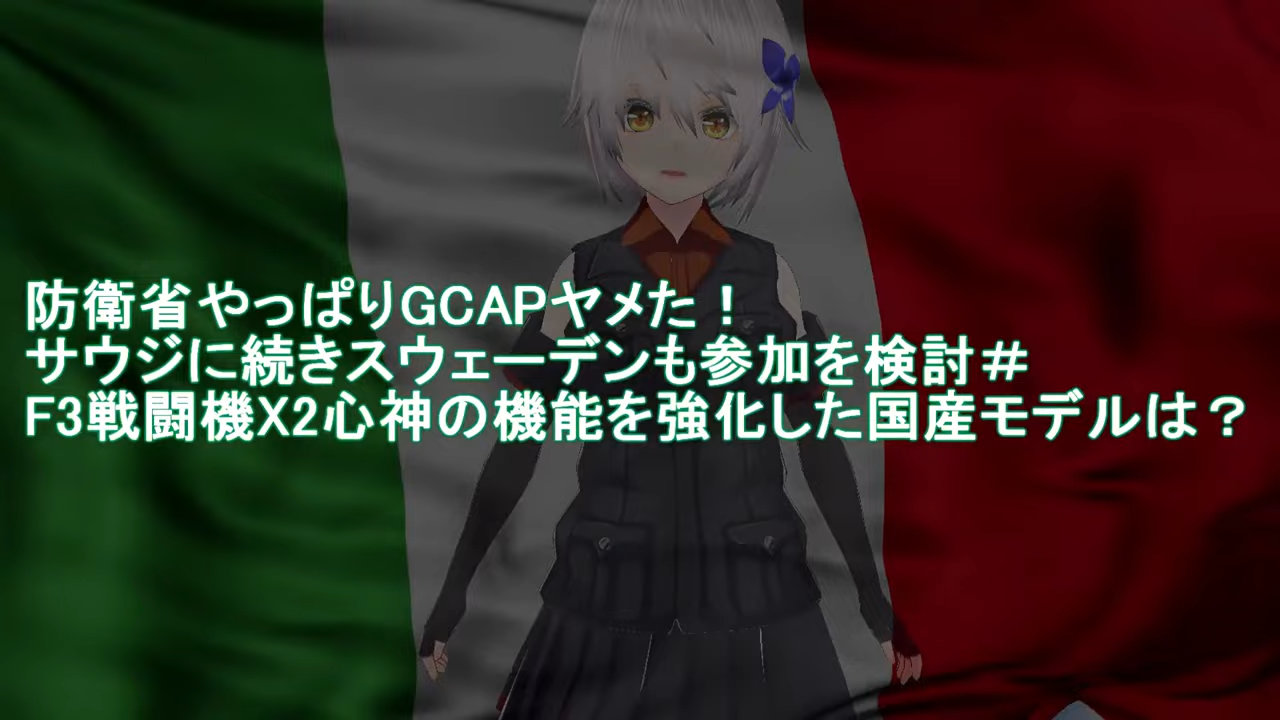 防衛省やっぱりGCAPヤメた！
サウジに続きスウェーデンも参加を検討＃
F3戦闘機X2心神の機能を強化した国産モデルは？